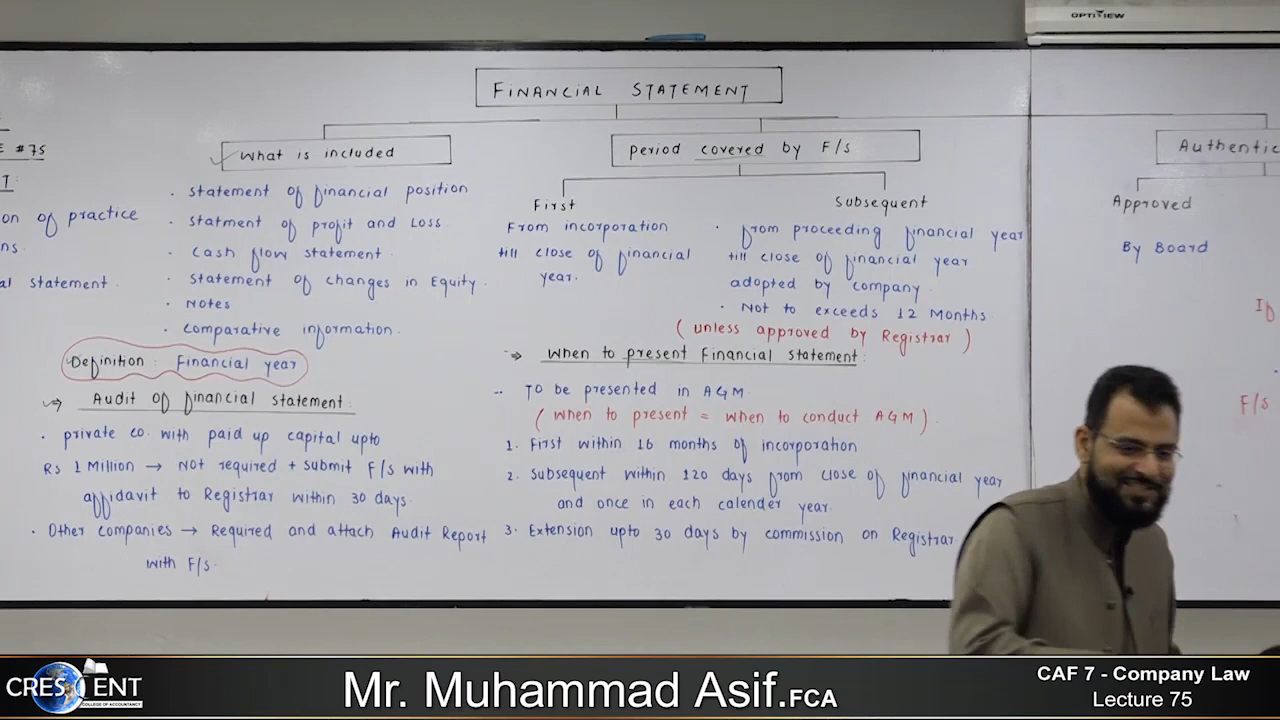 OPTIVIEW
FINANCIAL STATEMENT
E #75
T:
on of practice
ns.
al statement.
What is included
. Statement of financial position
. Statment of profit and Loss.
. Cash flow statement
. Statement of changes in Equity.
. Notes
. Comparative information.
Definition: Financial year
Audit of financial statement:
. Private co. with paid up capital upto
Rs 1 Million → Not required + submit F/s with
affidavit to Registrar within 30 days.
. Other companies → Required and attach Audit Report
with F/s.
Period covered by F/s
First
From incorporation
till close of financial
year.
Subsequent
. From proceeding financial year
till close of financial year
adopted by company.
. Not to exceeds 12 Months
(unless approved by Registrar)
⇒ When to present Financial statement:
To be presented in AGM.
(When to present = when to conduct AGM).
1. First within 16 months of incorporation
2. Subsequent within 120 days from close of financial year
and once in each calender year.
3. Extension upto 30 days by commission on Registrar.
Authentic
Approved
By Board
If
F/s
CRESCENT
COLLEGE OF ACCOUNTANCY
Mr. Muhammad Asif.FCA
CAF 7 - Company Law
Lecture 75